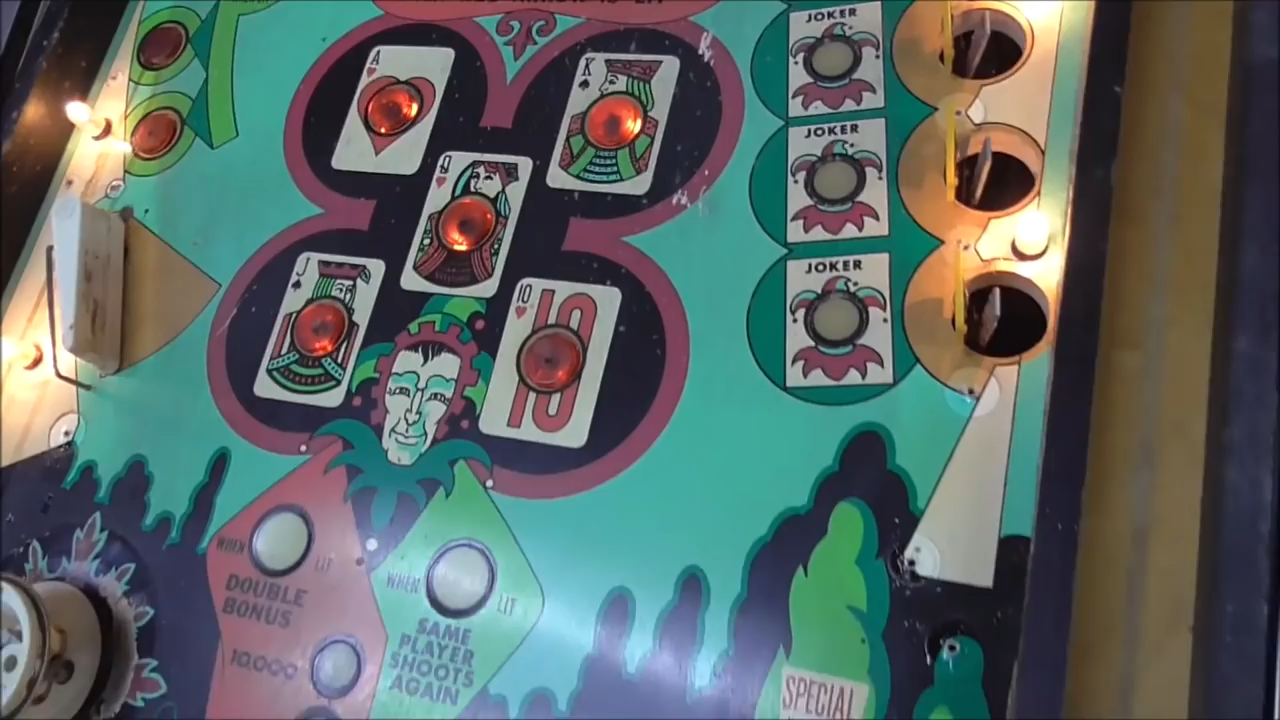 A
K
JOKER
JOKER
Q
JOKER
J
10
10
WHEN LIT
DOUBLE
BONUS
10,000
WHEN LIT
SAME
PLAYER
SHOOTS
AGAIN
SPECIAL